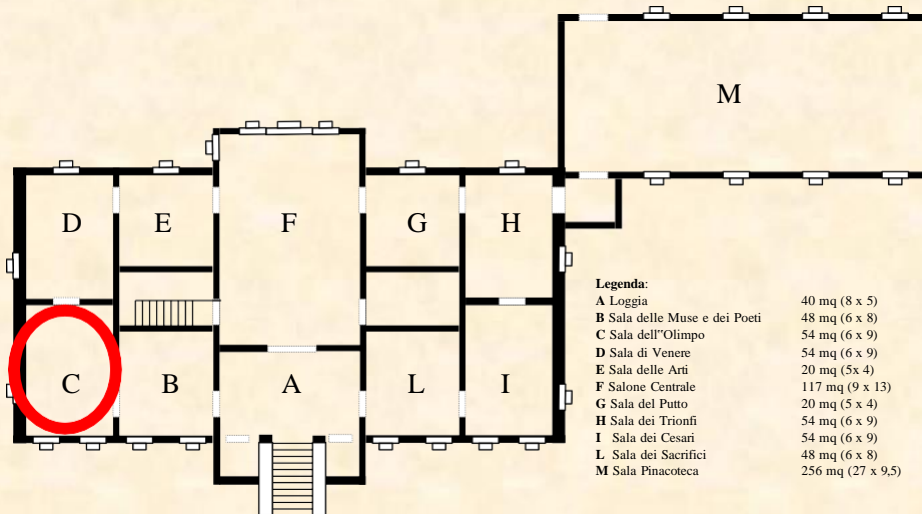 M
D
E
F
G
H
C
B
A
L
I
Legenda:
A Loggia 40 mq (8 x 5)
B Sala delle Muse e dei Poeti 48 mq (6 x 8)
C Sala dell‟Olimpo 54 mq (6 x 9)
D Sala di Venere 54 mq (6 x 9)
E Sala delle Arti 20 mq (5x 4)
F Salone Centrale 117 mq (9 x 13)
G Sala del Putto 20 mq (5 x 4)
H Sala dei Trionfi 54 mq (6 x 9)
I Sala dei Cesari 54 mq (6 x 9)
L Sala dei Sacrifici 48 mq (6 x 8)
M Sala Pinacoteca 256 mq (27 x 9,5)